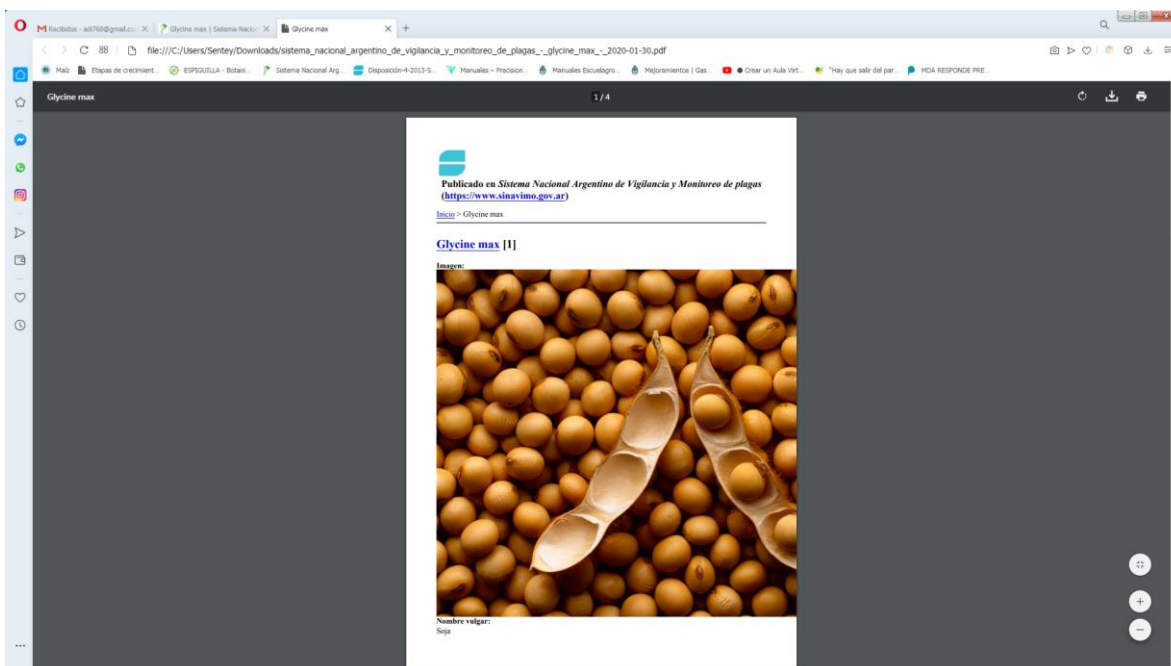 M Recibidos - adi768@gmail.co
Glycine max | Sistema Nacio
Glycine max
file:///C:/Users/Sentey/Downloads/sistema_nacional_argentino_de_vigilancia_y_monitoreo_de_plagas_-_glycine_max_-_2020-01-30.pdf
Maíz
Etapas de crecimient...
ESPIGUILLA - Botani...
Sistema Nacional Arg...
Disposición-4-2013-S...
Manuales – Precision...
Manuales Escuelagro...
Mejoramientos | Gas...
Crear un Aula Virt...
"Hay que salir del par...
MDA RESPONDE PRE...
Glycine max
1 / 4
Publicado en Sistema Nacional Argentino de Vigilancia y Monitoreo de plagas
(https://www.sinavimo.gov.ar)
Inicio > Glycine max
Glycine max [1]
Imagen:
Nombre vulgar:
Soja